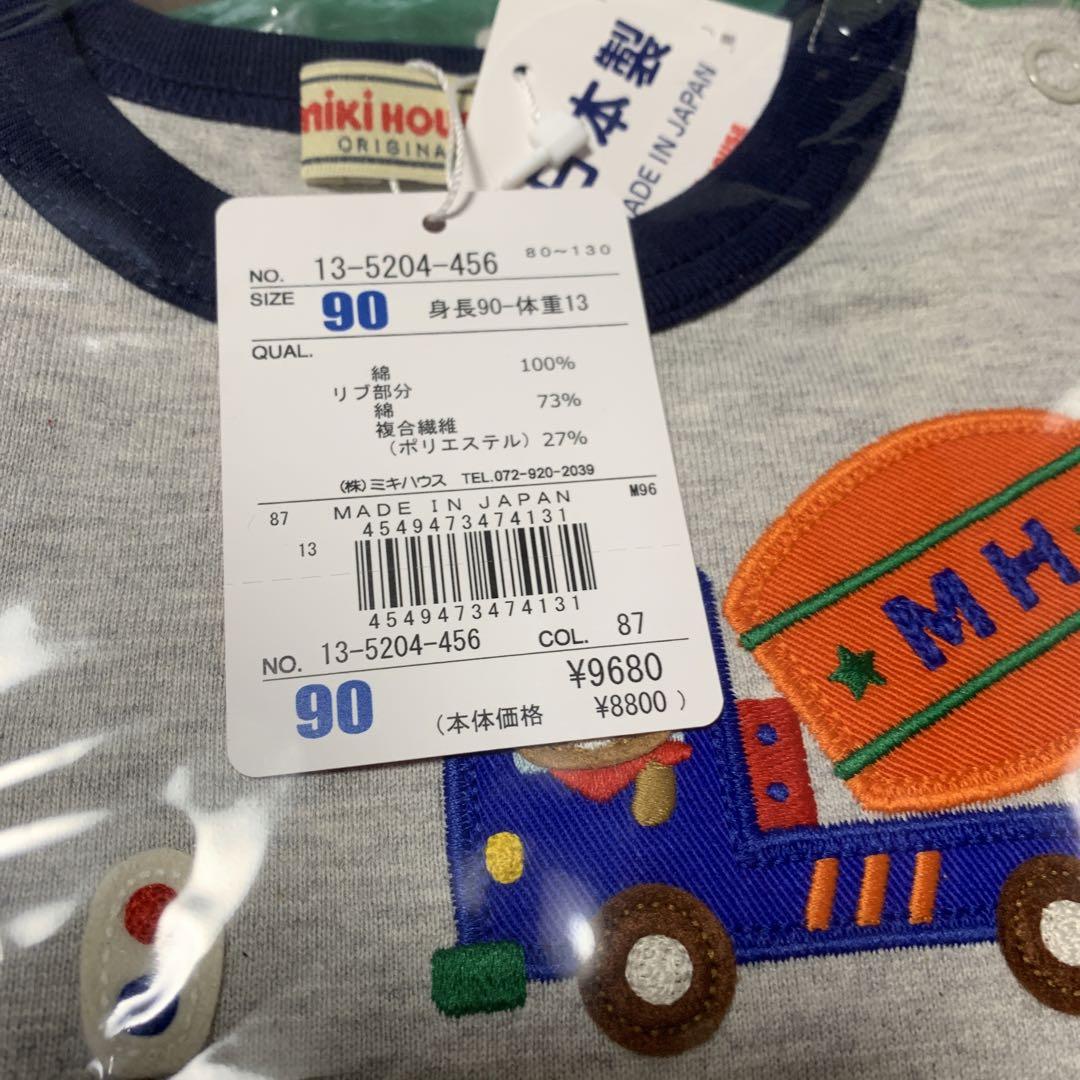 miki HOU
ORIGINA
日本製
MADE IN JAPAN
NO. 13-5204-456 80~130
SIZE 90 身長90-体重13
QUAL.
綿 100%
リブ部分
綿 73%
複合繊維
(ポリエステル) 27%
(株)ミキハウス TEL.072-920-2039
87 MADE IN JAPAN M96
4549473474131
13
4549473474131
NO. 13-5204-456 COL. 87
¥9680
90 (本体価格 ¥8800)
MH